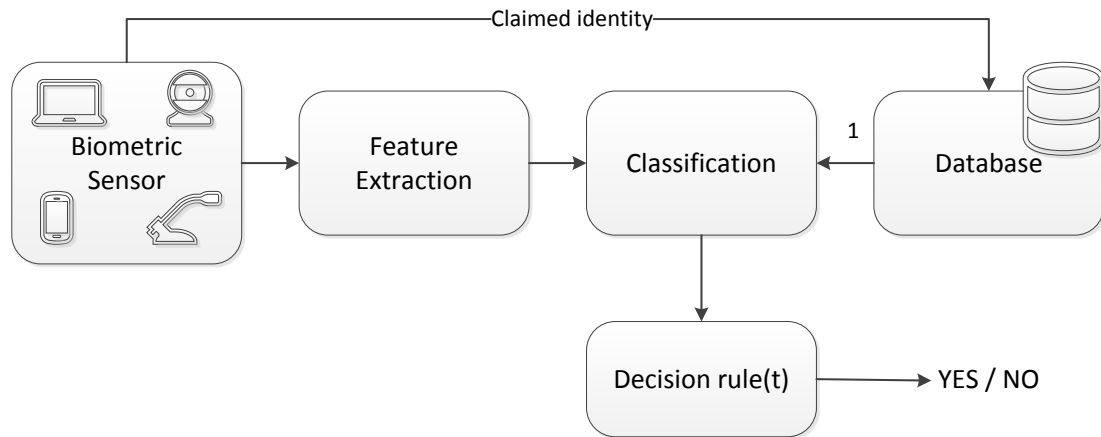 Claimed identity
Biometric
Sensor
Feature
Extraction
Classification
1
Database
Decision rule(t)
YES / NO